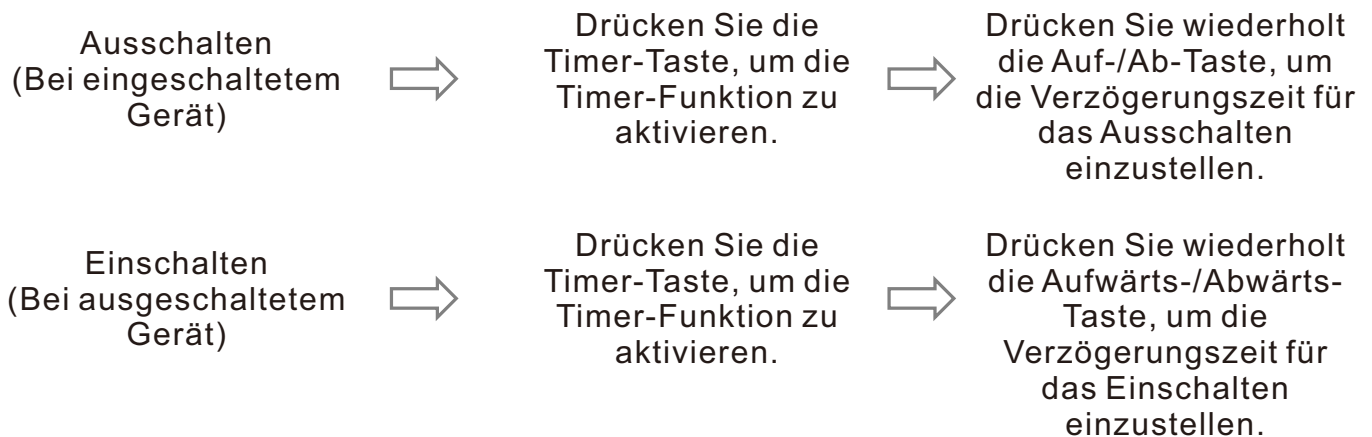 Ausschalten
(Bei eingeschaltetem
Gerät)
Drücken Sie die
Timer-Taste, um die
Timer-Funktion zu
aktivieren.
Drücken Sie wiederholt
die Auf-/Ab-Taste, um
die Verzögerungszeit für
das Ausschalten
einzustellen.
Einschalten
(Bei ausgeschaltetem
Gerät)
Drücken Sie die
Timer-Taste, um die
Timer-Funktion zu
aktivieren.
Drücken Sie wiederholt
die Aufwärts-/Abwärts-
Taste, um die
Verzögerungszeit für
das Einschalten
einzustellen.